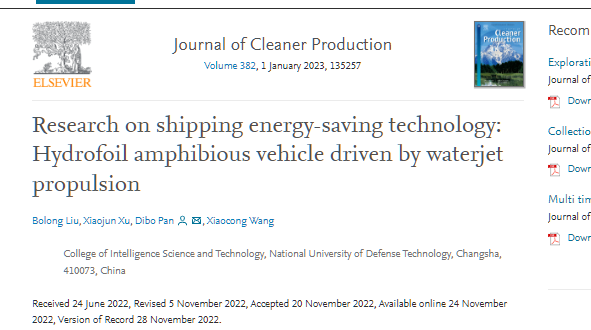 ELSEVIER
Journal of Cleaner Production
Volume 382, 1 January 2023, 135257
Cleaner
Production
Research on shipping energy-saving technology:
Hydrofoil amphibious vehicle driven by waterjet
propulsion
Bolong Liu, Xiaojun Xu, Dibo Pan, Xiaocong Wang
College of Intelligence Science and Technology, National University of Defense Technology, Changsha,
410073, China
Received 24 June 2022, Revised 5 November 2022, Accepted 20 November 2022, Available online 24 November
2022, Version of Record 28 November 2022.
Recom
Explorati
Journal of
Down
Collectio
Journal of
Down
Multi tim
Journal of
Down